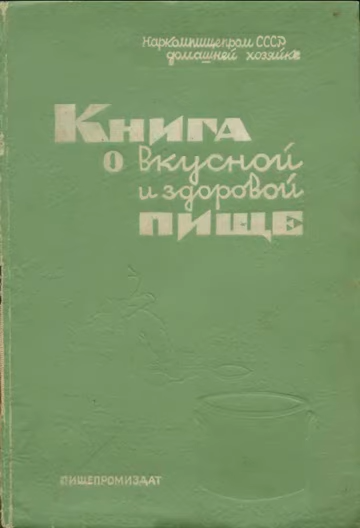 Наркомпищепром СССР
домашней хозяйке
Книга
о вкусной
и здоровой
пище
ПИЩЕПРОМИЗДАТ